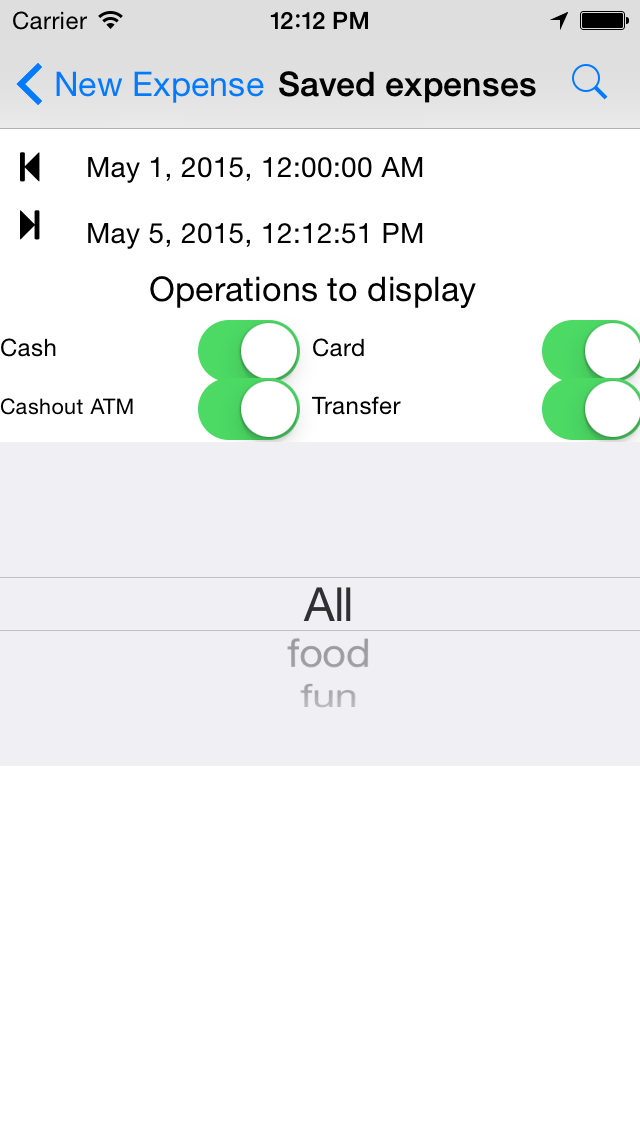 Carrier 12:12 PM
New Expense Saved expenses
May 1, 2015, 12:00:00 AM
May 5, 2015, 12:12:51 PM
Operations to display
Cash Card
Cashout ATM Transfer
All
food
fun